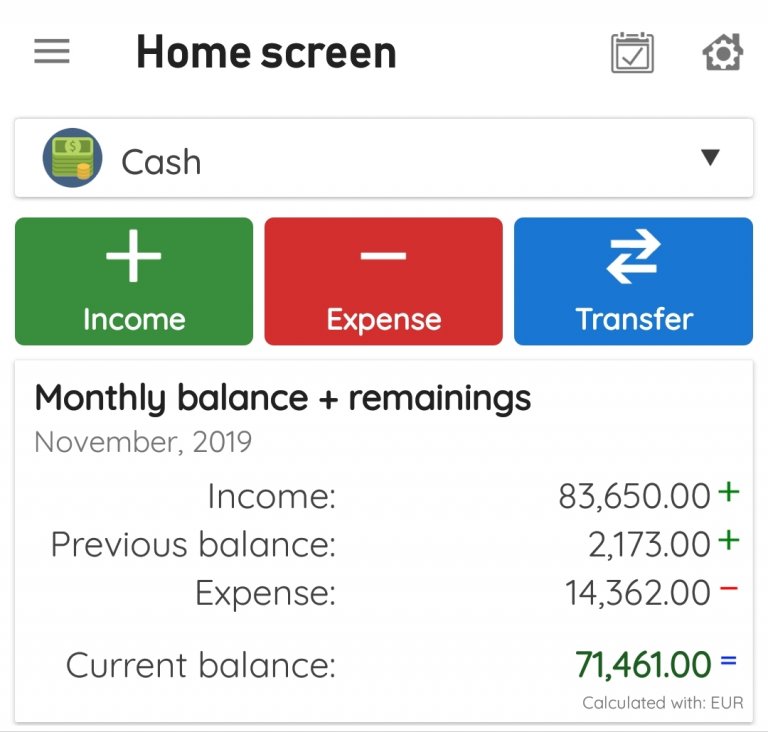 Home screen
Cash ▼
Income Expense Transfer
Monthly balance + remainings
November, 2019
Income: 83,650.00 +
Previous balance: 2,173.00 +
Expense: 14,362.00 −
Current balance: 71,461.00 =
Calculated with: EUR